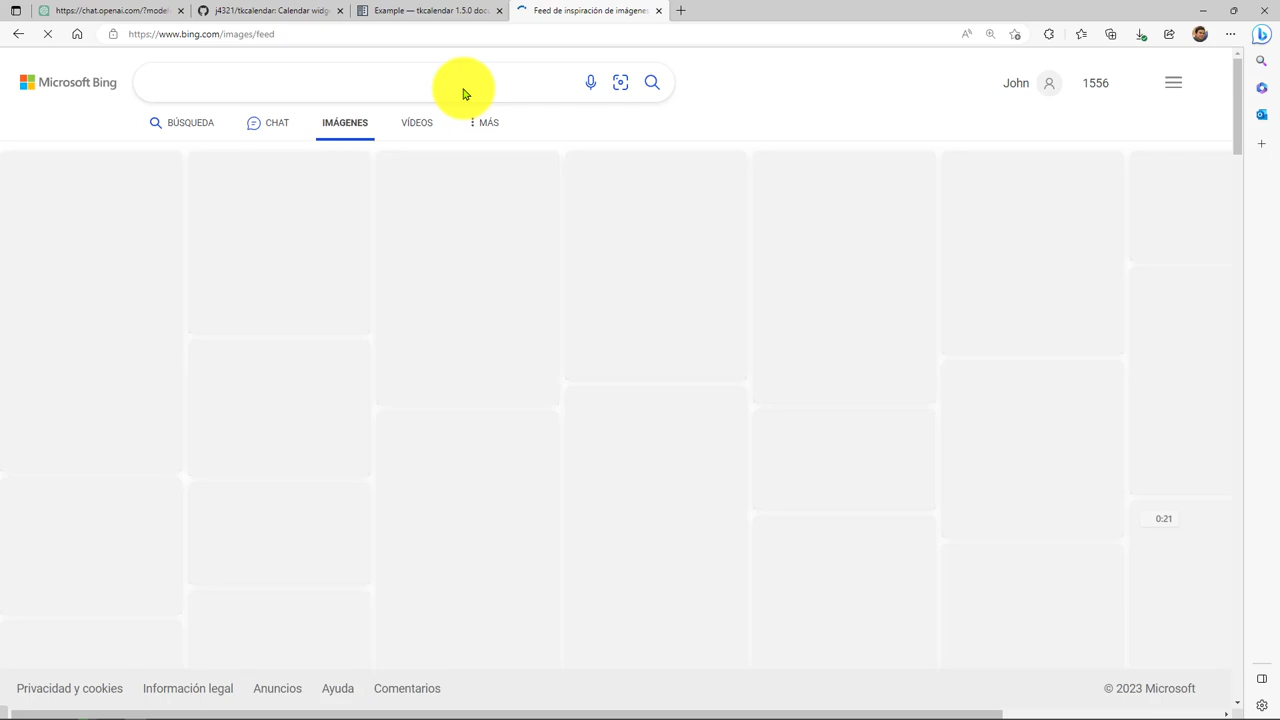 https://chat.openai.com/?model=
j4321/tkcalendar: Calendar widg
Example — tkcalendar 1.5.0 docu
Feed de inspiración de imágenes
https://www.bing.com/images/feed
Microsoft Bing
John
1556
BÚSQUEDA
CHAT
IMÁGENES
VÍDEOS
MÁS
0:21
Privacidad y cookies
Información legal
Anuncios
Ayuda
Comentarios
© 2023 Microsoft